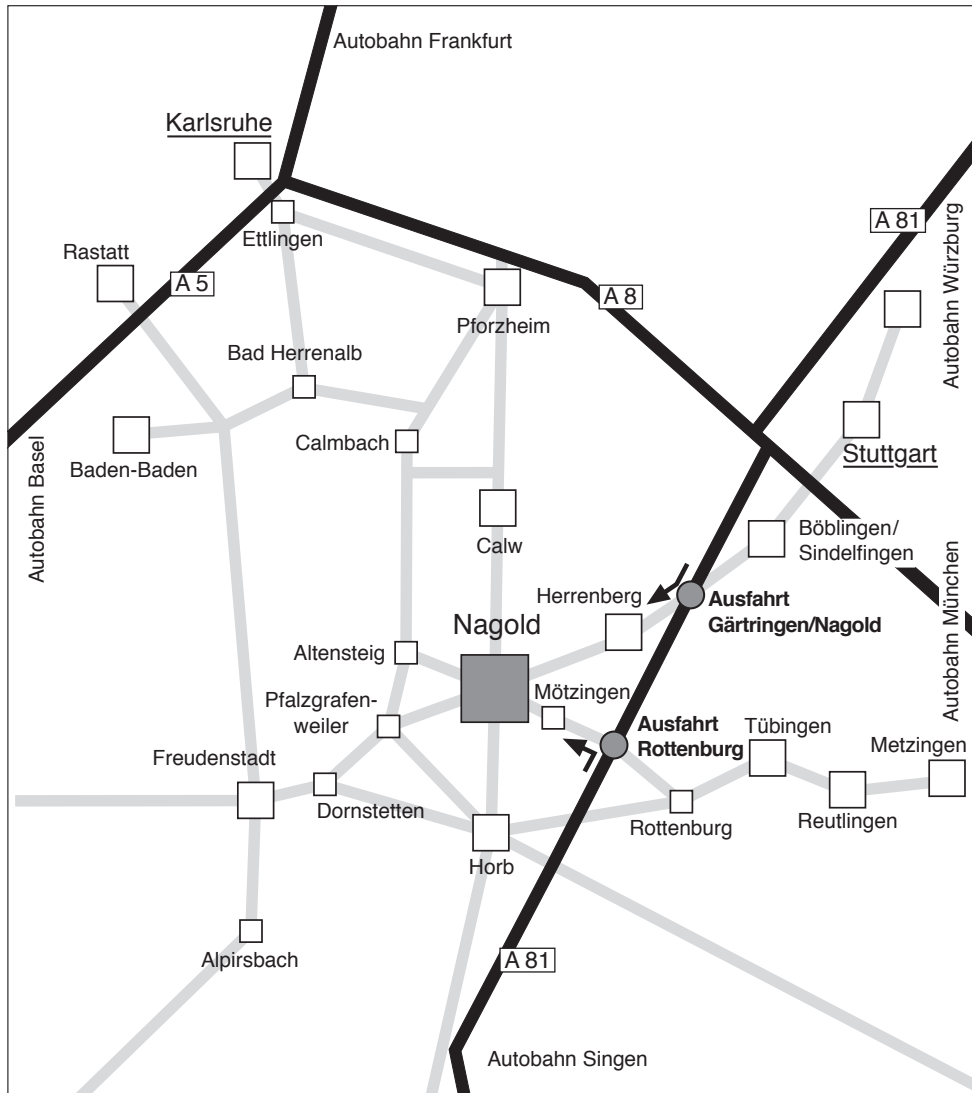 Autobahn Frankfurt
Karlsruhe
Ettlingen
Rastatt
A 5
A 81
Autobahn Würzburg
A 8
Pforzheim
Bad Herrenalb
Calmbach
Baden-Baden
Autobahn Basel
Stuttgart
Calw
Böblingen/
Sindelfingen
Autobahn München
Herrenberg
Ausfahrt
Gärtringen/Nagold
Nagold
Altensteig
Mötzingen
Pfalzgrafen-
weiler
Ausfahrt
Rottenburg
Tübingen
Metzingen
Freudenstadt
Dornstetten
Rottenburg
Reutlingen
Horb
Alpirsbach
A 81
Autobahn Singen